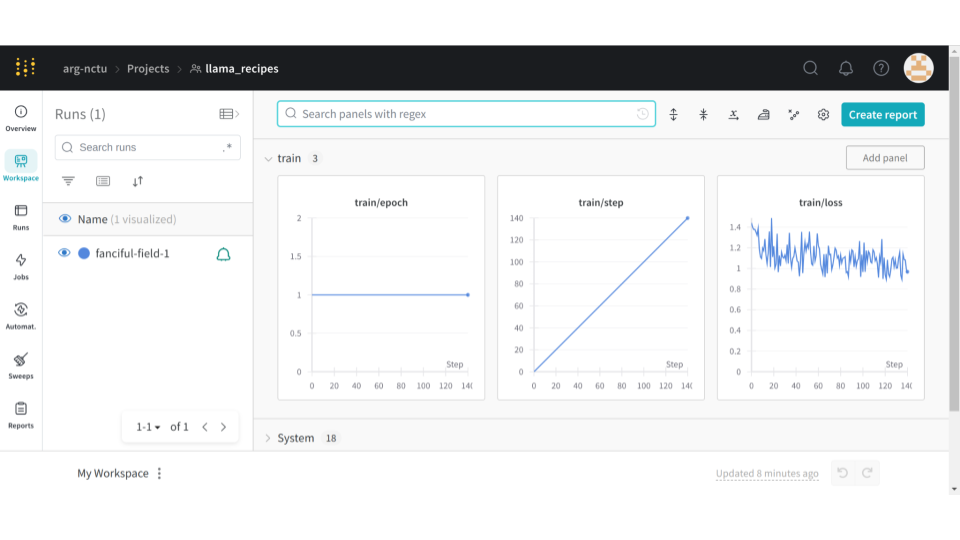 arg-nctu > Projects > llama_recipes
Overview
Workspace
Runs
Jobs
Automat.
Sweeps
Reports
Runs (1)
Search runs
.*
Name (1 visualized)
fanciful-field-1
1-1 of 1
Search panels with regex
Create report
train 3
Add panel
train/epoch
2
1.5
1
0.5
0
Step
0 20 40 60 80 100 120 140
train/step
140
120
100
80
60
40
20
0
Step
0 20 40 60 80 100 120 140
train/loss
1.4
1.2
1
0.8
0.6
0.4
0.2
0
Step
0 20 40 60 80 100 120 140
System 18
My Workspace
Updated 8 minutes ago